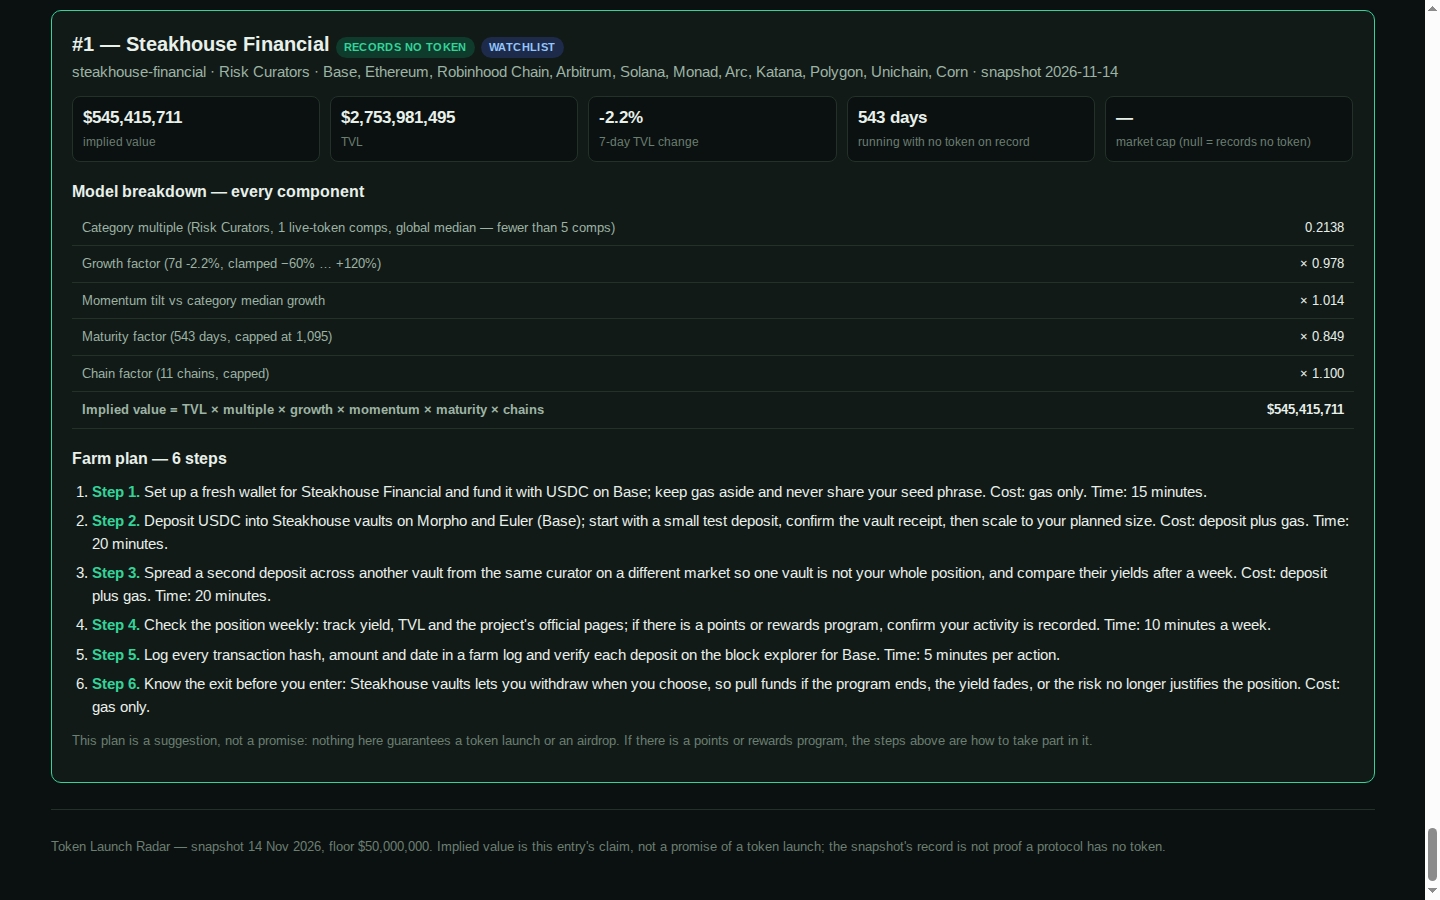 #1 — Steakhouse Financial RECORDS NO TOKEN WATCHLIST
steakhouse-financial · Risk Curators · Base, Ethereum, Robinhood Chain, Arbitrum, Solana, Monad, Arc, Katana, Polygon, Unichain, Corn · snapshot 2026-11-14
$545,415,711
implied value
$2,753,981,495
TVL
-2.2%
7-day TVL change
543 days
running with no token on record
—
market cap (null = records no token)
Model breakdown — every component
Category multiple (Risk Curators, 1 live-token comps, global median — fewer than 5 comps) 0.2138
Growth factor (7d -2.2%, clamped −60% … +120%) × 0.978
Momentum tilt vs category median growth × 1.014
Maturity factor (543 days, capped at 1,095) × 0.849
Chain factor (11 chains, capped) × 1.100
Implied value = TVL × multiple × growth × momentum × maturity × chains $545,415,711
Farm plan — 6 steps
1. Step 1. Set up a fresh wallet for Steakhouse Financial and fund it with USDC on Base; keep gas aside and never share your seed phrase. Cost: gas only. Time: 15 minutes.
2. Step 2. Deposit USDC into Steakhouse vaults on Morpho and Euler (Base); start with a small test deposit, confirm the vault receipt, then scale to your planned size. Cost: deposit plus gas. Time:
20 minutes.
3. Step 3. Spread a second deposit across another vault from the same curator on a different market so one vault is not your whole position, and compare their yields after a week. Cost: deposit
plus gas. Time: 20 minutes.
4. Step 4. Check the position weekly: track yield, TVL and the project's official pages; if there is a points or rewards program, confirm your activity is recorded. Time: 10 minutes a week.
5. Step 5. Log every transaction hash, amount and date in a farm log and verify each deposit on the block explorer for Base. Time: 5 minutes per action.
6. Step 6. Know the exit before you enter: Steakhouse vaults lets you withdraw when you choose, so pull funds if the program ends, the yield fades, or the risk no longer justifies the position. Cost:
gas only.
This plan is a suggestion, not a promise: nothing here guarantees a token launch or an airdrop. If there is a points or rewards program, the steps above are how to take part in it.
Token Launch Radar — snapshot 14 Nov 2026, floor $50,000,000. Implied value is this entry's claim, not a promise of a token launch; the snapshot's record is not proof a protocol has no token.